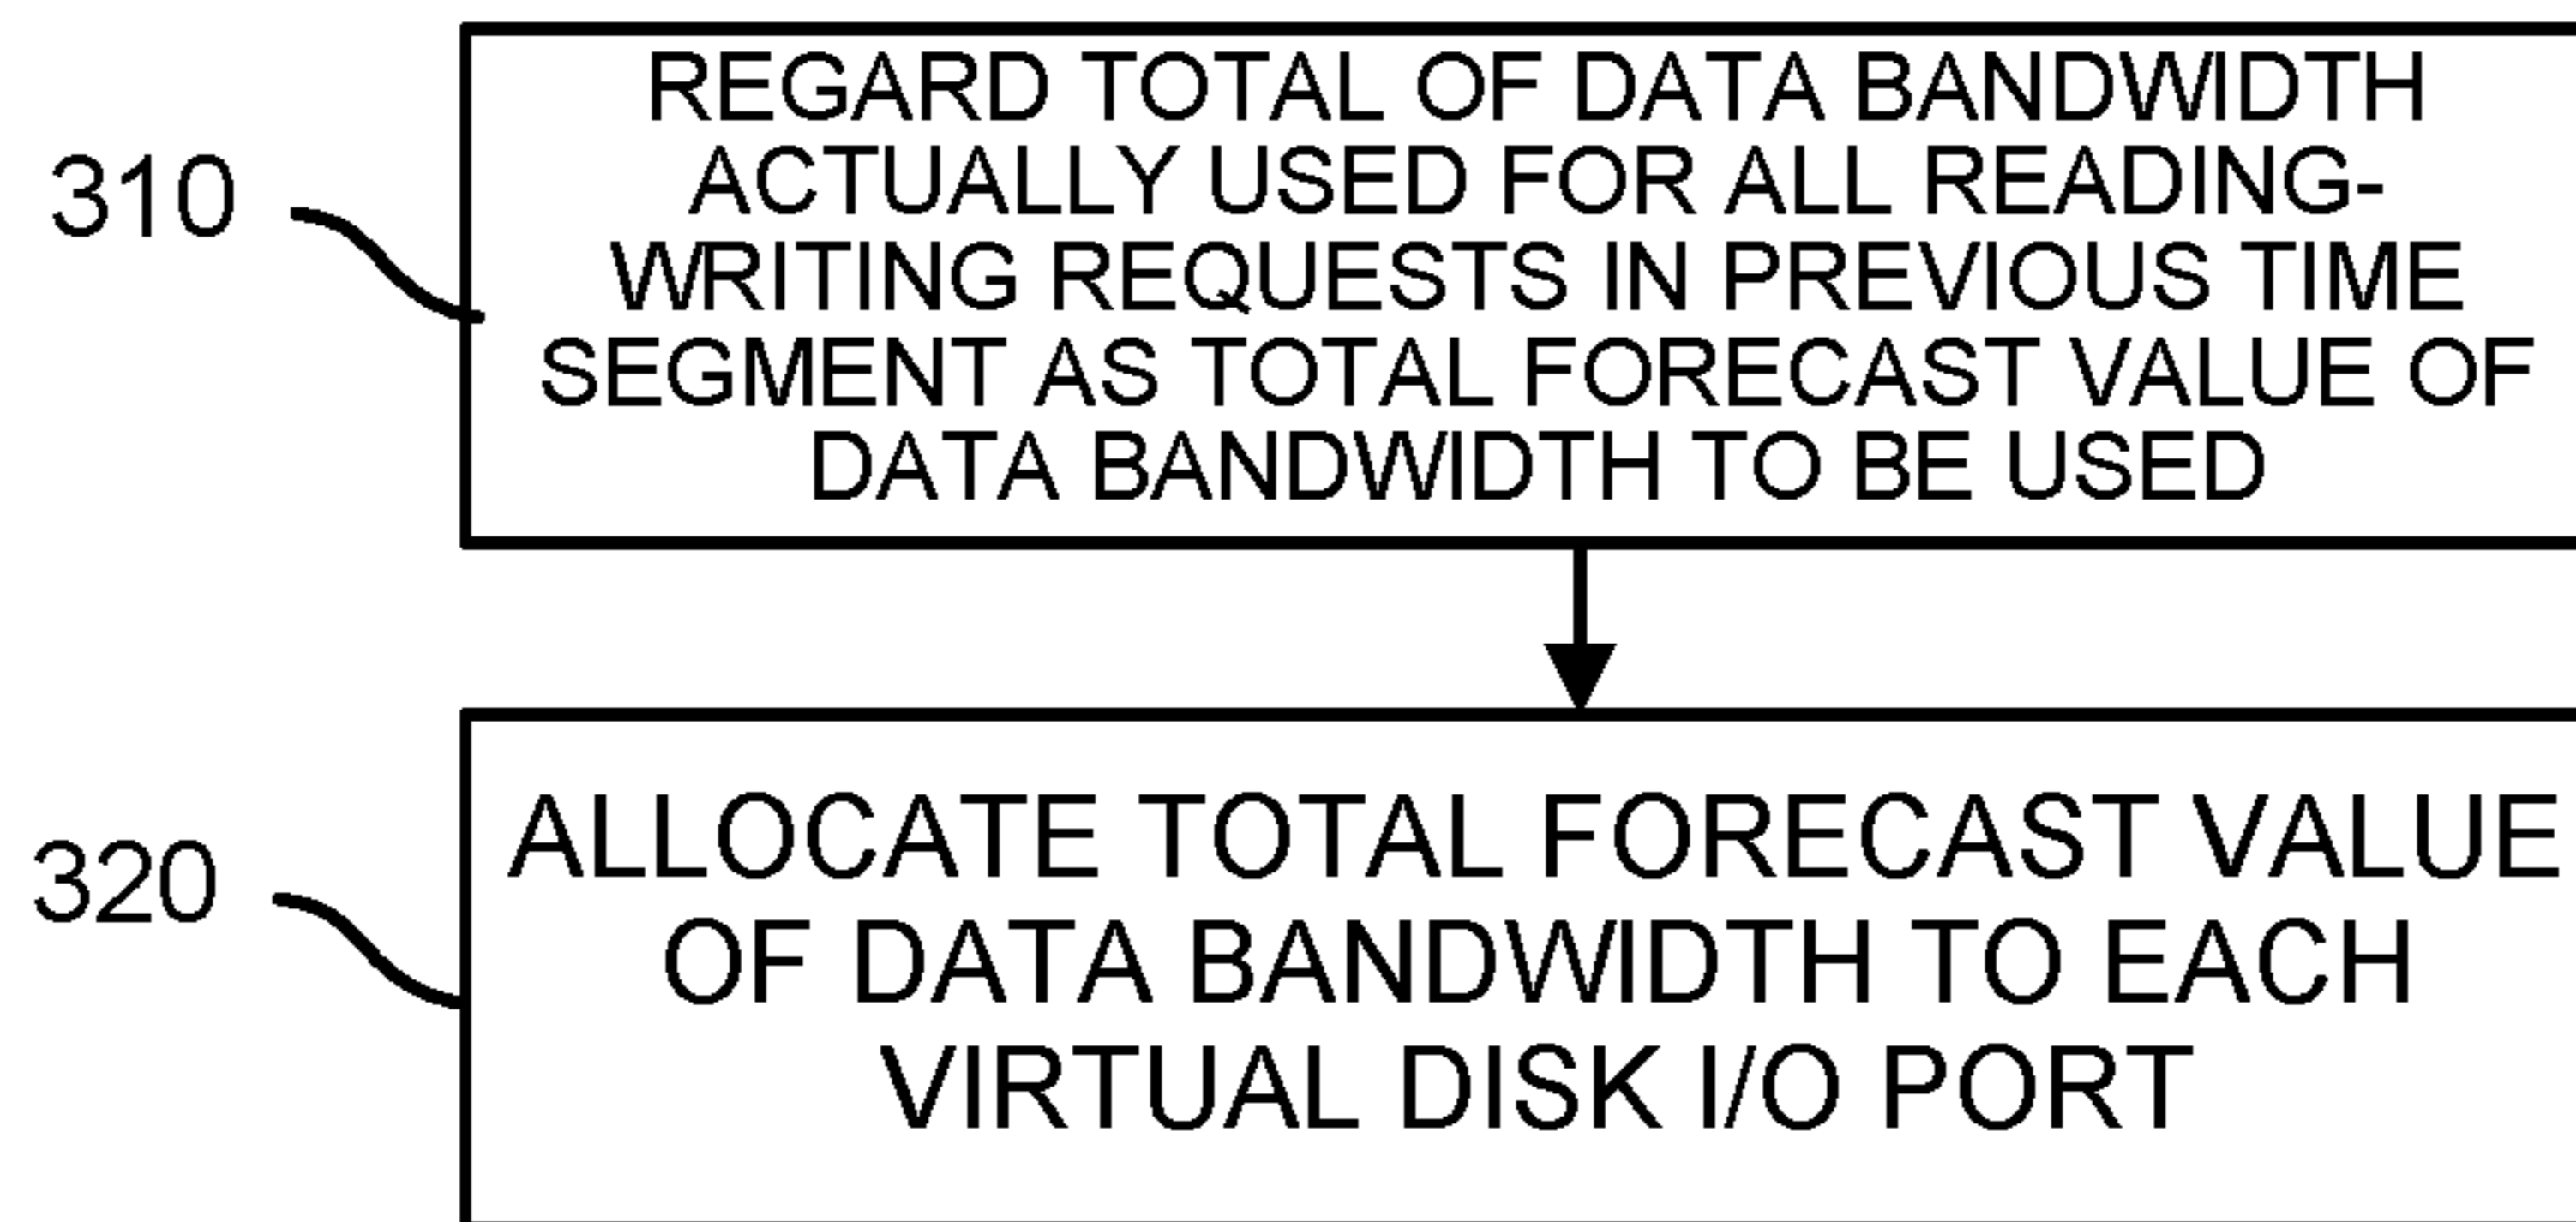 310
REGARD TOTAL OF DATA BANDWIDTH
ACTUALLY USED FOR ALL READING-
WRITING REQUESTS IN PREVIOUS TIME
SEGMENT AS TOTAL FORECAST VALUE OF
DATA BANDWIDTH TO BE USED
320
ALLOCATE TOTAL FORECAST VALUE
OF DATA BANDWIDTH TO EACH
VIRTUAL DISK I/O PORT